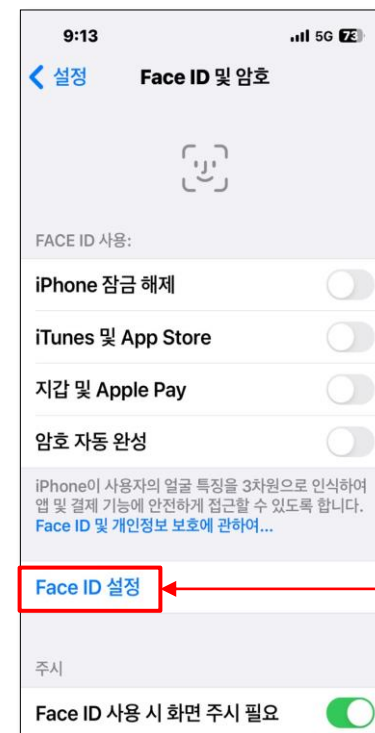 9:13 5G 73
설정 Face ID 및 암호
FACE ID 사용:
iPhone 잠금 해제
iTunes 및 App Store
지갑 및 Apple Pay
암호 자동 완성
iPhone이 사용자의 얼굴 특징을 3차원으로 인식하여
앱 및 결제 기능에 안전하게 접근할 수 있도록 합니다.
Face ID 및 개인정보 보호에 관하여...
Face ID 설정
주시
Face ID 사용 시 화면 주시 필요